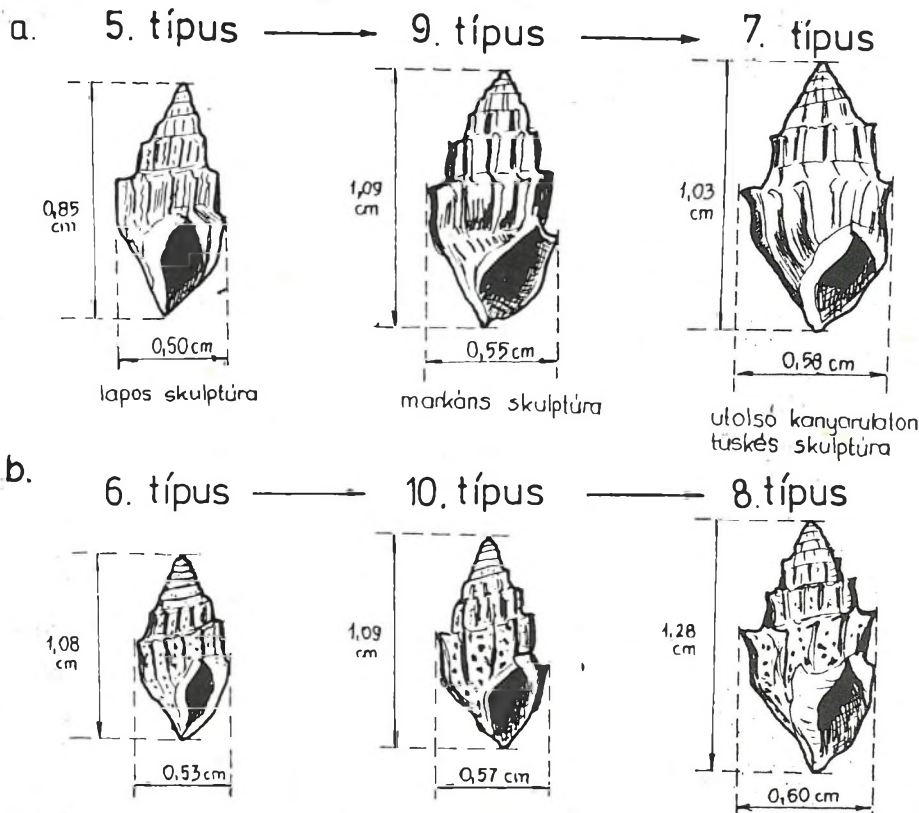 a. 5. típus 9. típus 7. típus
0,85
cm
1,09
cm
1,03
cm
0,50 cm
0,55 cm
0,58 cm
lapos skulptúra
markáns skulptúra
utolsó kanyarulaton
tüskés skulptúra
b.
6. típus 10. típus 8. típus
1,08
cm
1,09
cm
1,28
cm
0,53 cm
0,57 cm
0,60 cm